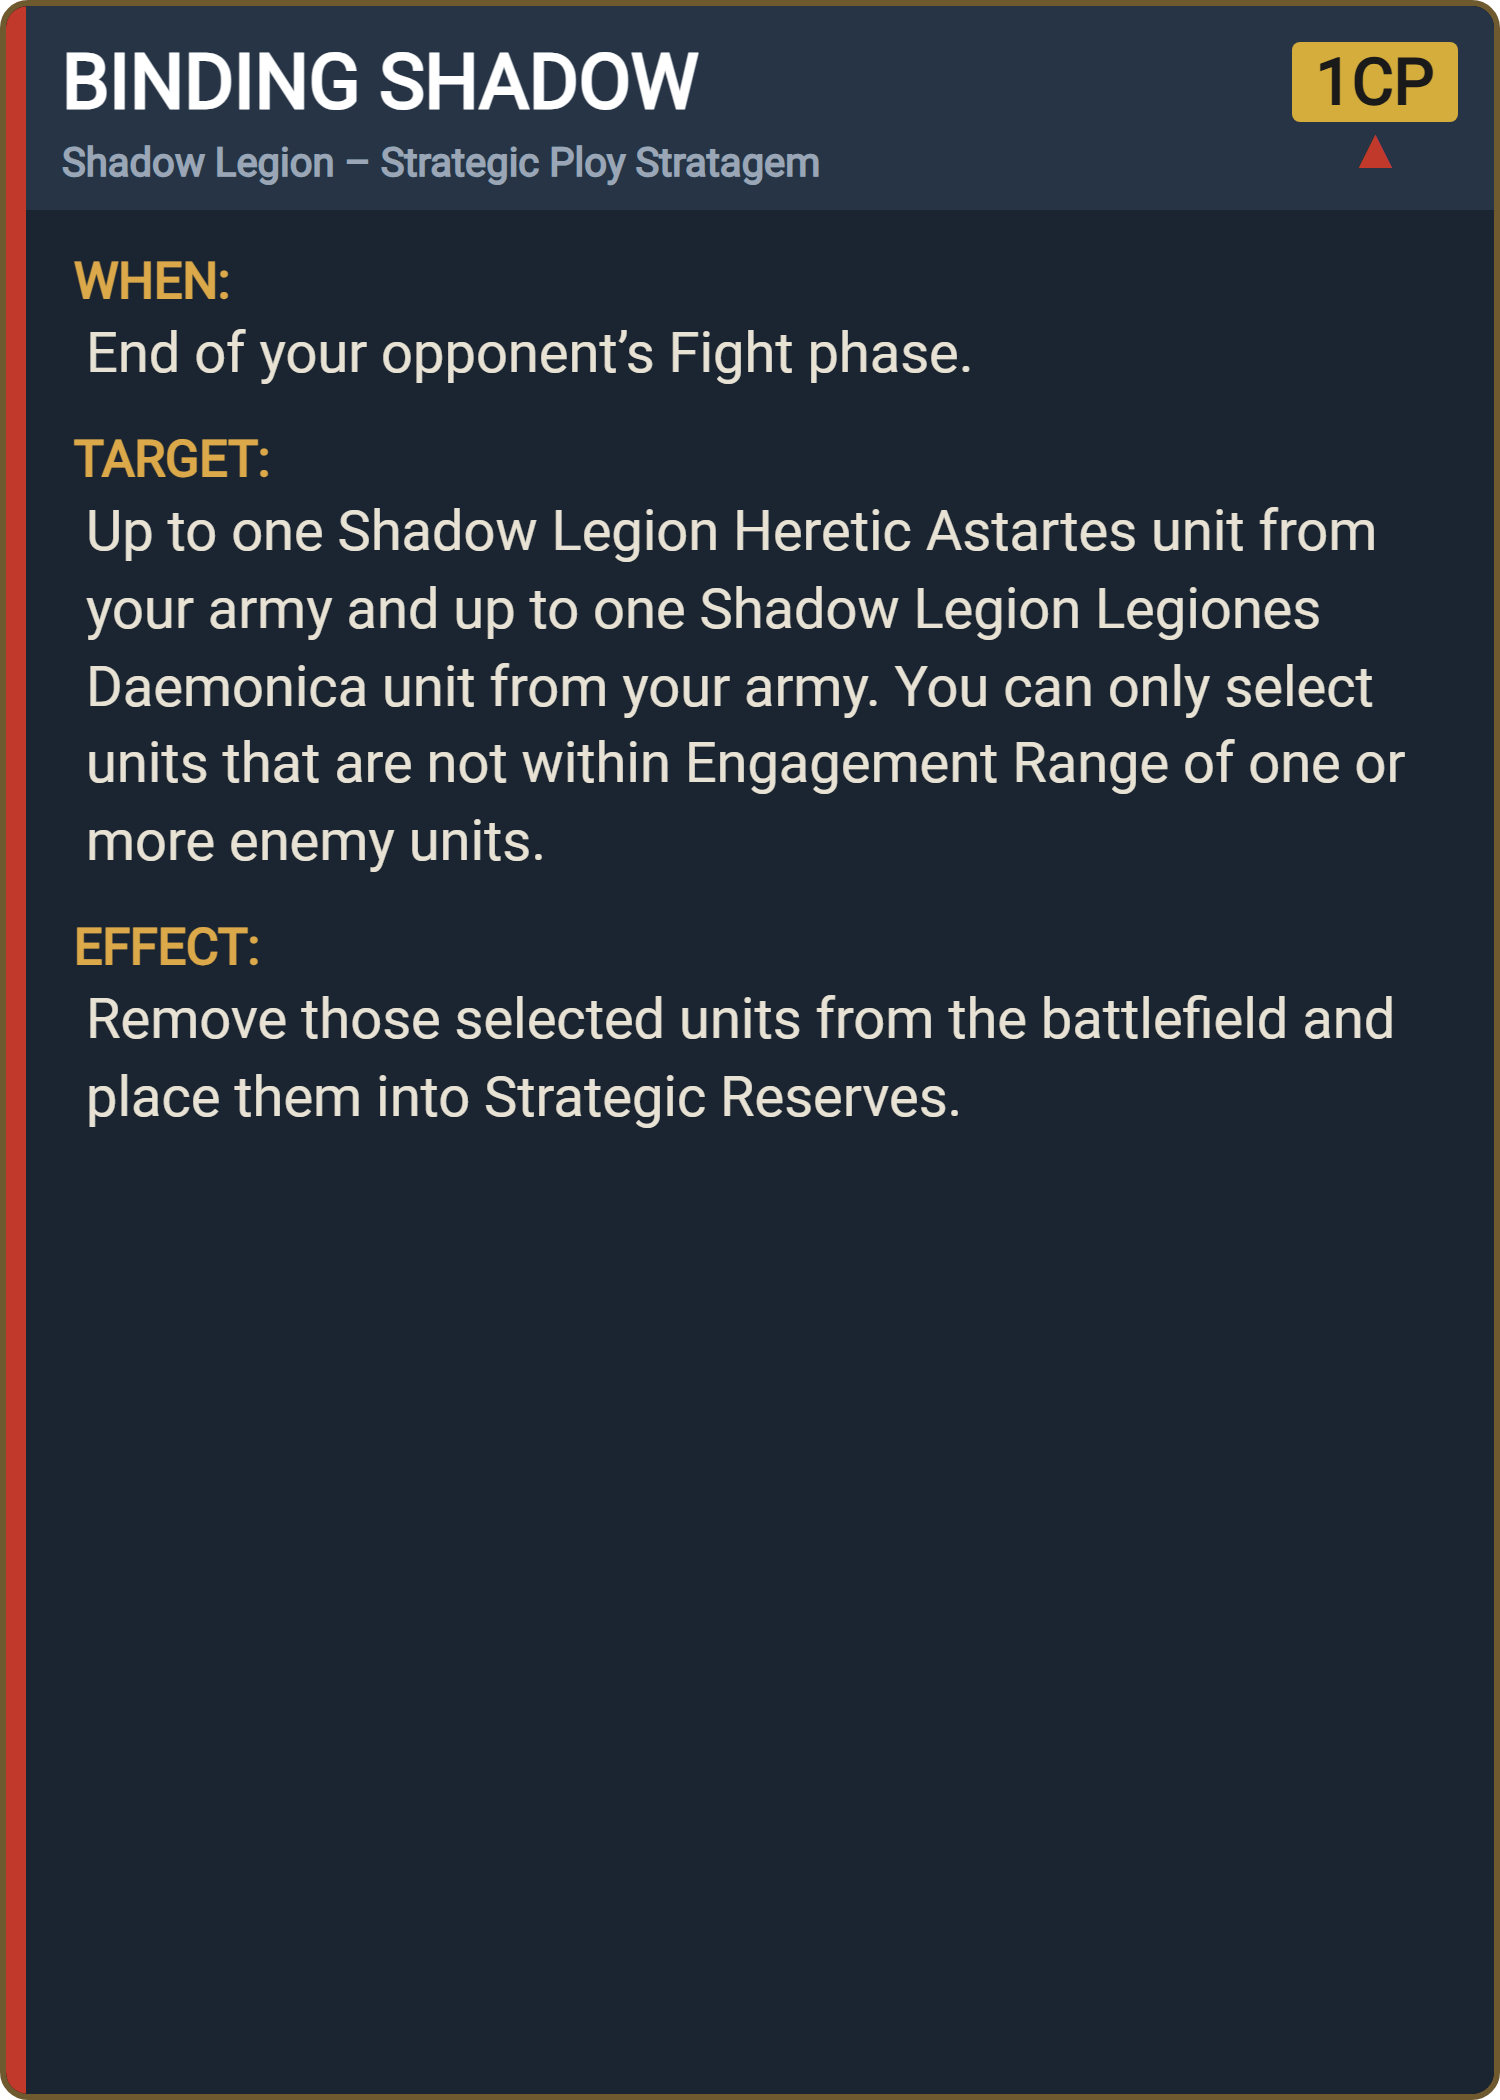 BINDING SHADOW
1CP
Shadow Legion – Strategic Ploy Stratagem
WHEN:
End of your opponent’s Fight phase.
TARGET:
Up to one Shadow Legion Heretic Astartes unit from
your army and up to one Shadow Legion Legiones
Daemonica unit from your army. You can only select
units that are not within Engagement Range of one or
more enemy units.
EFFECT:
Remove those selected units from the battlefield and
place them into Strategic Reserves.